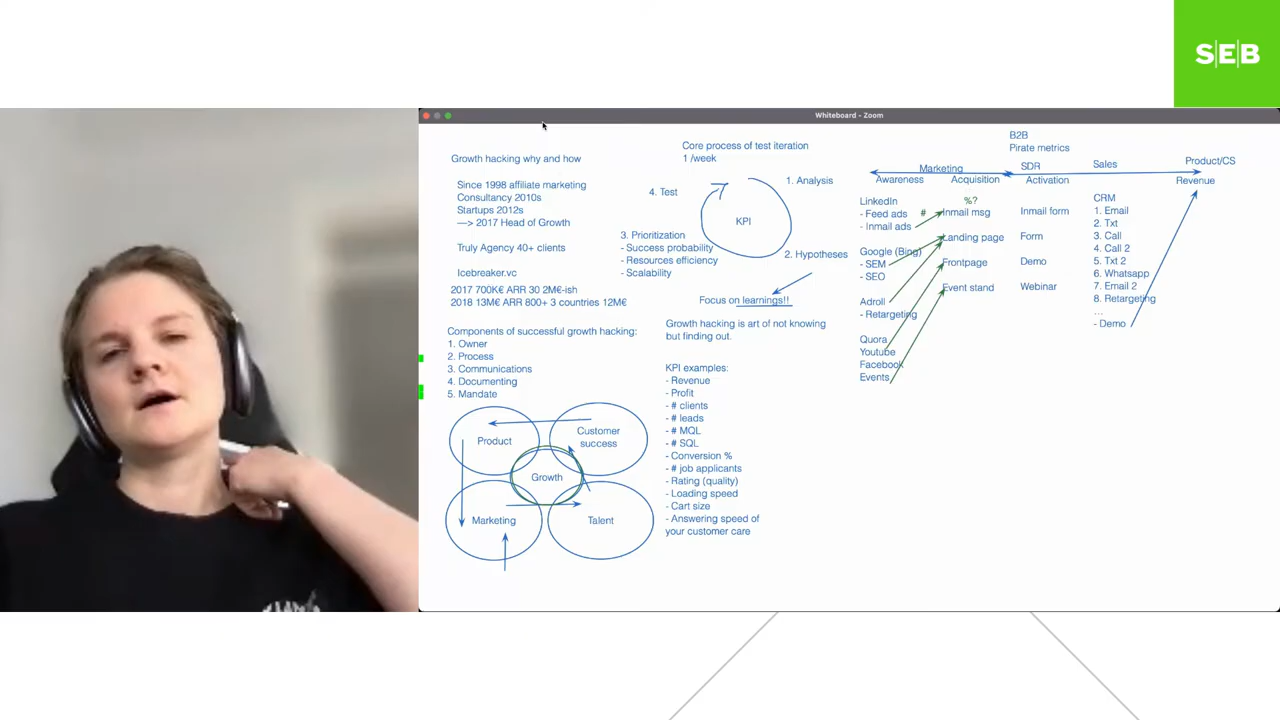 SEB
Whiteboard - Zoom
Growth hacking why and how
Since 1998 affiliate marketing
Consultancy 2010s
Startups 2012s
—> 2017 Head of Growth
Truly Agency 40+ clients
Icebreaker.vc
2017 700K€ ARR 30 2M€-ish
2018 13M€ ARR 800+ 3 countries 12M€
Components of successful growth hacking:
1. Owner
2. Process
3. Communications
4. Documenting
5. Mandate
Product
Customer
success
Growth
Marketing
Talent
Core process of test iteration
1 /week
1. Analysis
4. Test
KPI
3. Prioritization
- Success probability
- Resources efficiency
- Scalability
2. Hypotheses
Focus on learnings!!
Growth hacking is art of not knowing
but finding out.
KPI examples:
- Revenue
- Profit
- # clients
- # leads
- # MQL
- # SQL
- Conversion %
- # job applicants
- Rating (quality)
- Loading speed
- Cart size
- Answering speed of
your customer care
B2B
Pirate metrics
Marketing
SDR
Sales
Product/CS
Awareness
Acquisition
Activation
Revenue
LinkedIn
- Feed ads
- Inmail ads
Google (Bing)
- SEM
- SEO
Adroll
- Retargeting
Quora
Youtube
Facebook
Events
#
%?
Inmail msg
Landing page
Frontpage
Event stand
Inmail form
Form
Demo
Webinar
CRM
1. Email
2. Txt
3. Call
4. Call 2
5. Txt 2
6. Whatsapp
7. Email 2
8. Retargeting
...
- Demo